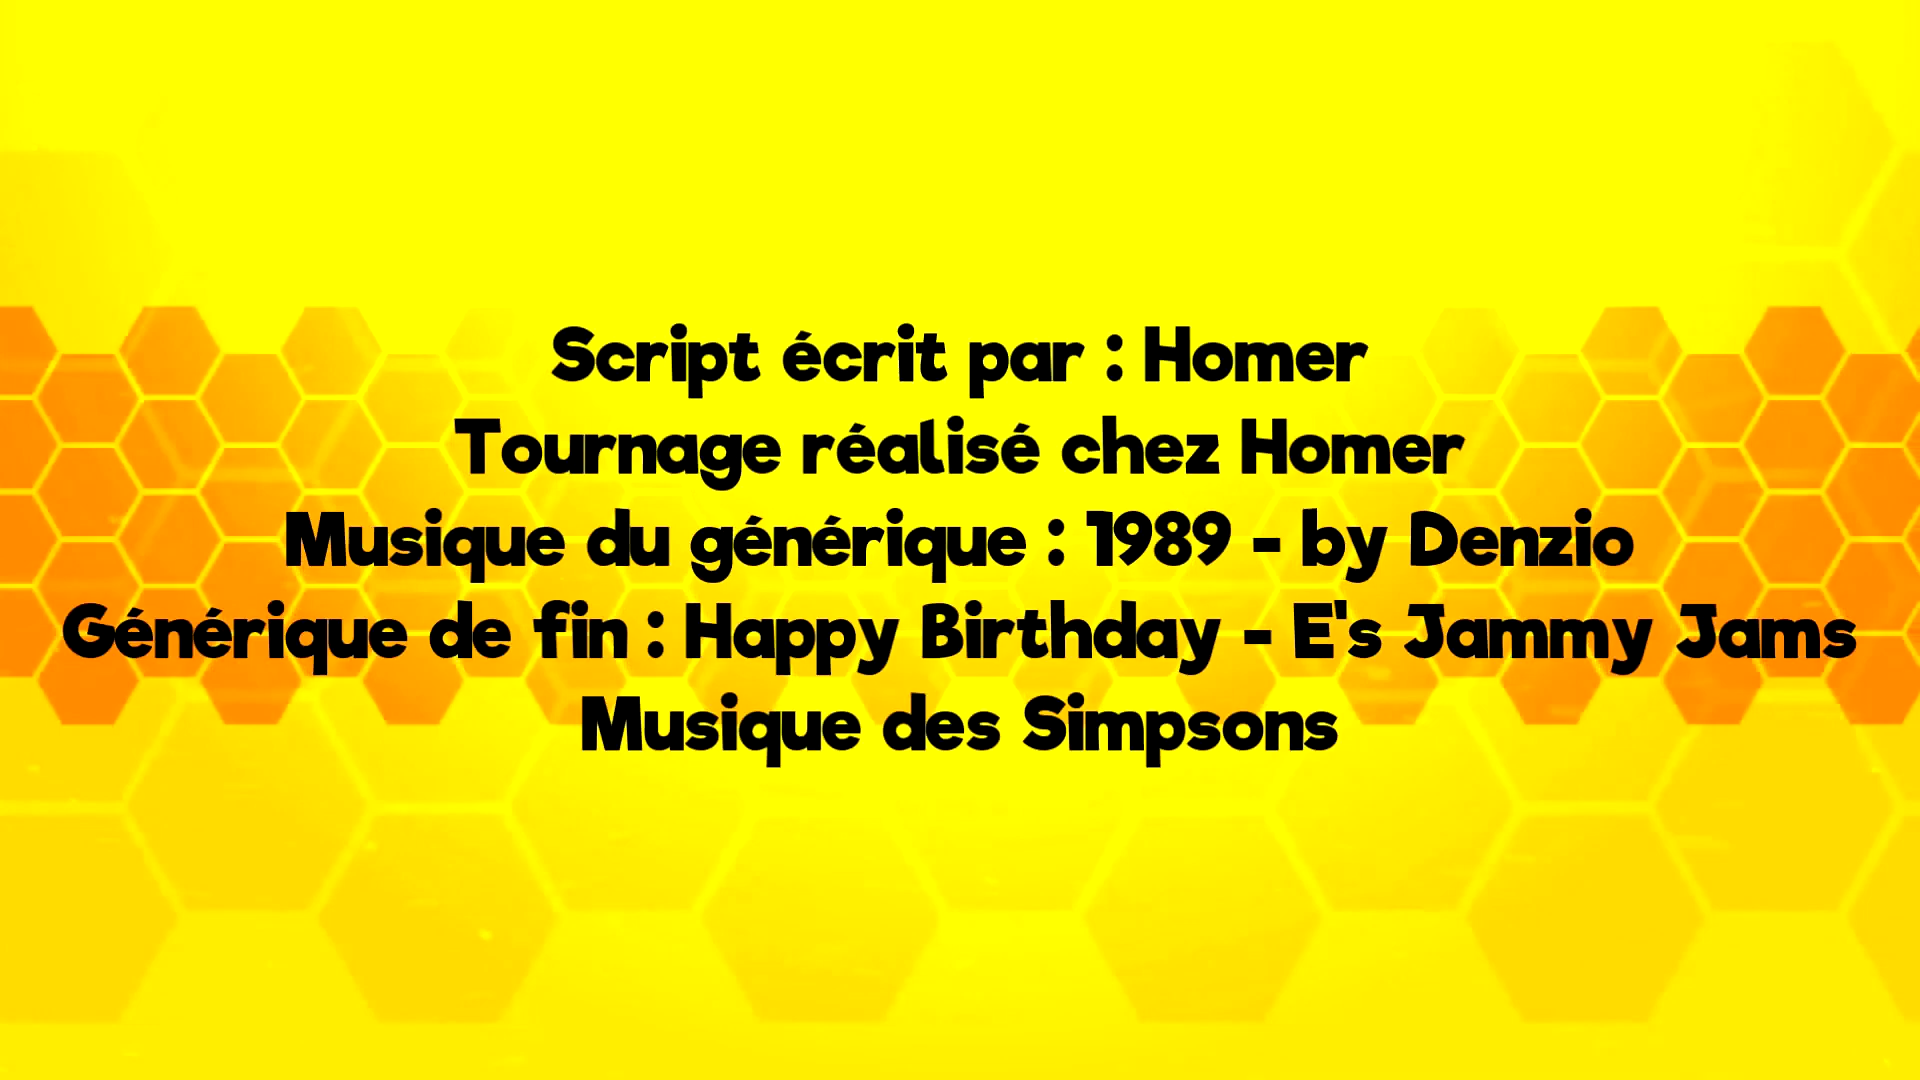 Script écrit par : Homer
Tournage réalisé chez Homer
Musique du générique : 1989 - by Denzio
Générique de fin : Happy Birthday - E's Jammy Jams
Musique des Simpsons